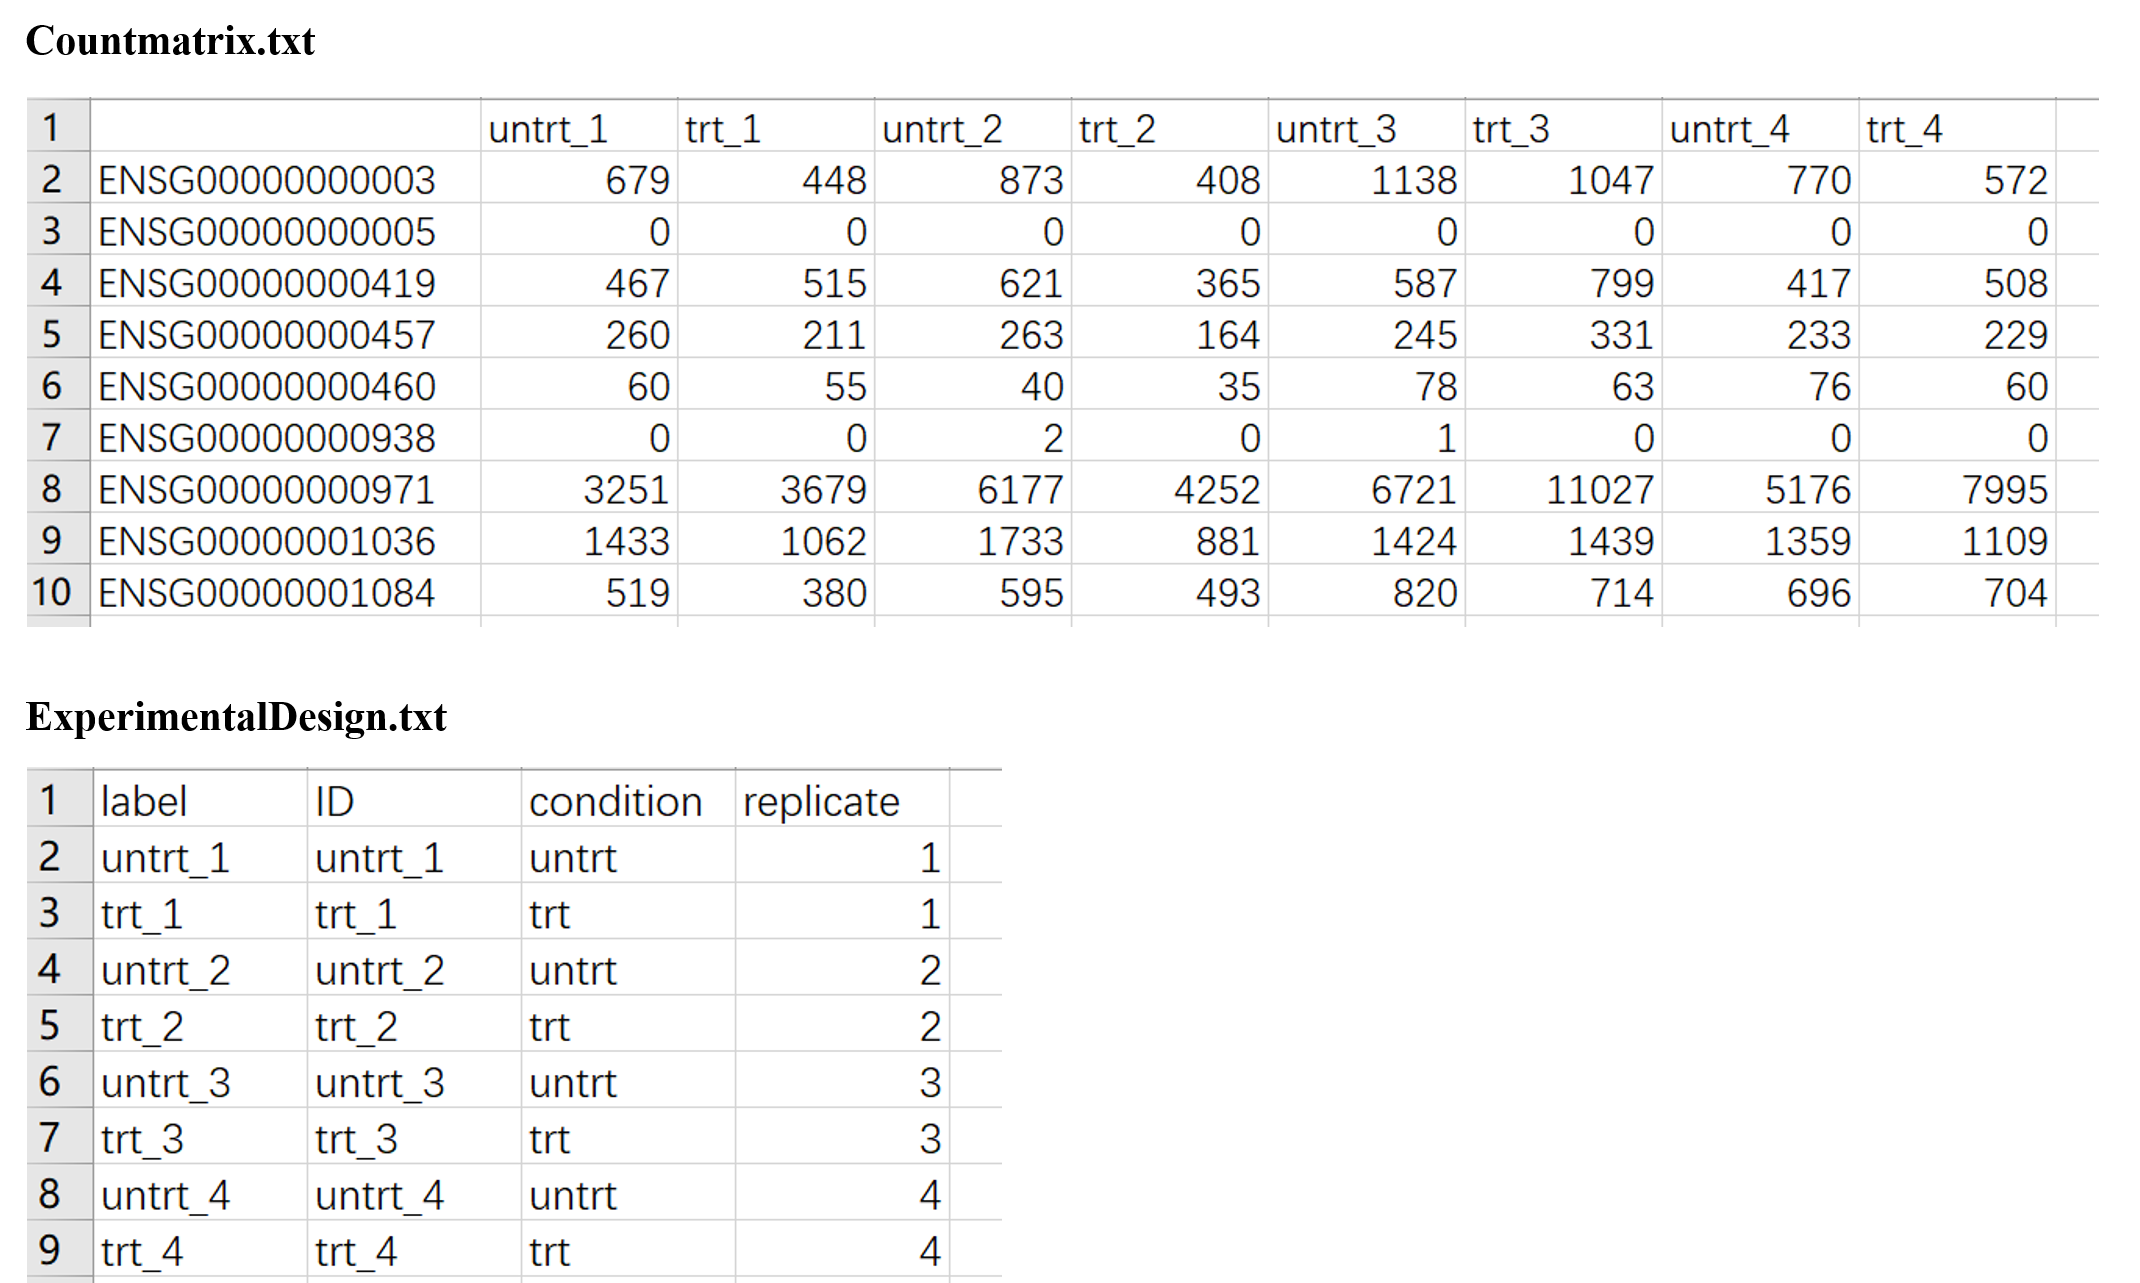 Countmatrix.txt
1 untrt_1 trt_1 untrt_2 trt_2 untrt_3 trt_3 untrt_4 trt_4
2 ENSG00000000003 679 448 873 408 1138 1047 770 572
3 ENSG00000000005 0 0 0 0 0 0 0 0
4 ENSG00000000419 467 515 621 365 587 799 417 508
5 ENSG00000000457 260 211 263 164 245 331 233 229
6 ENSG00000000460 60 55 40 35 78 63 76 60
7 ENSG00000000938 0 0 2 0 1 0 0 0
8 ENSG00000000971 3251 3679 6177 4252 6721 11027 5176 7995
9 ENSG00000001036 1433 1062 1733 881 1424 1439 1359 1109
10 ENSG00000001084 519 380 595 493 820 714 696 704
ExperimentalDesign.txt
1 label ID condition replicate
2 untrt_1 untrt_1 untrt 1
3 trt_1 trt_1 trt 1
4 untrt_2 untrt_2 untrt 2
5 trt_2 trt_2 trt 2
6 untrt_3 untrt_3 untrt 3
7 trt_3 trt_3 trt 3
8 untrt_4 untrt_4 untrt 4
9 trt_4 trt_4 trt 4